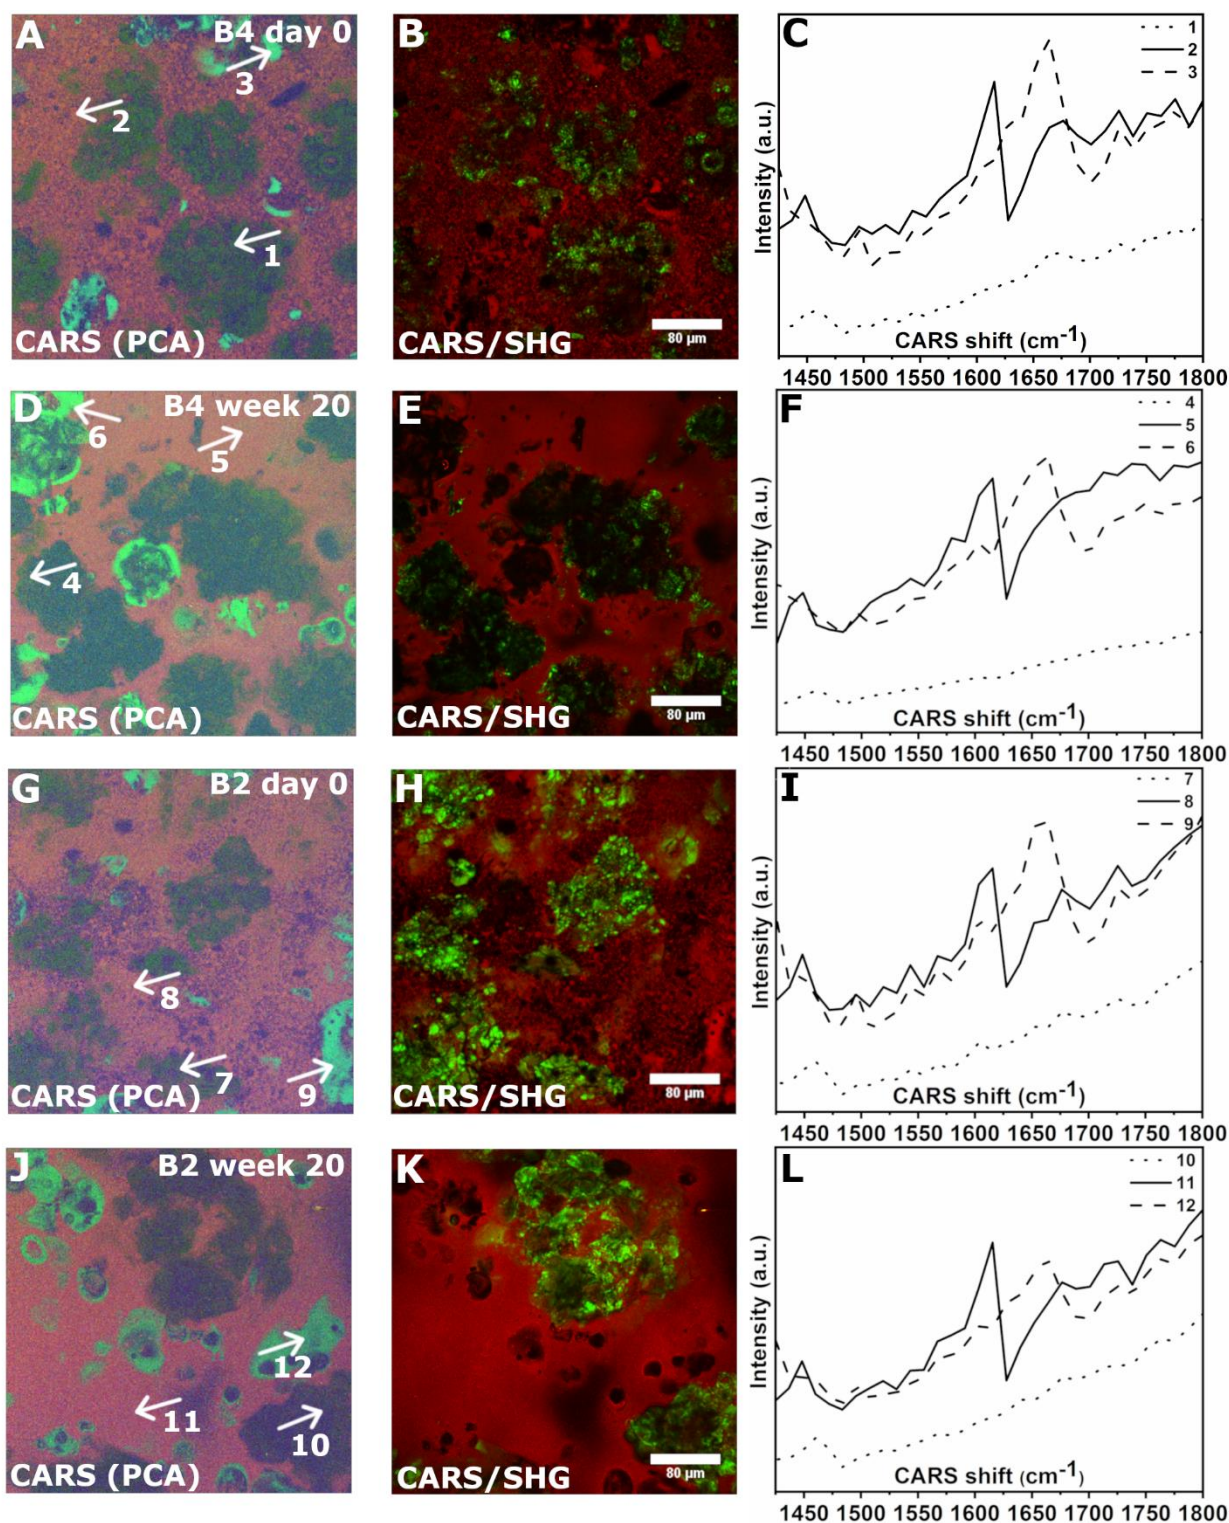 A B4 day 0
3
2
1
CARS (PCA)
B
80 µm
CARS/SHG
C
1
2
3
Intensity (a.u.)
CARS shift (cm-1)
1450 1500 1550 1600 1650 1700 1750 1800
D B4 week 20
6
5
4
CARS (PCA)
E
80 µm
CARS/SHG
F
4
5
6
Intensity (a.u.)
CARS shift (cm-1)
1450 1500 1550 1600 1650 1700 1750 1800
G B2 day 0
8
7
9
CARS (PCA)
H
80 µm
CARS/SHG
I
7
8
9
Intensity (a.u.)
CARS shift (cm-1)
1450 1500 1550 1600 1650 1700 1750 1800
J B2 week 20
12
11
10
CARS (PCA)
K
80 µm
CARS/SHG
L
10
11
12
Intensity (a.u.)
CARS shift (cm-1)
1450 1500 1550 1600 1650 1700 1750 1800